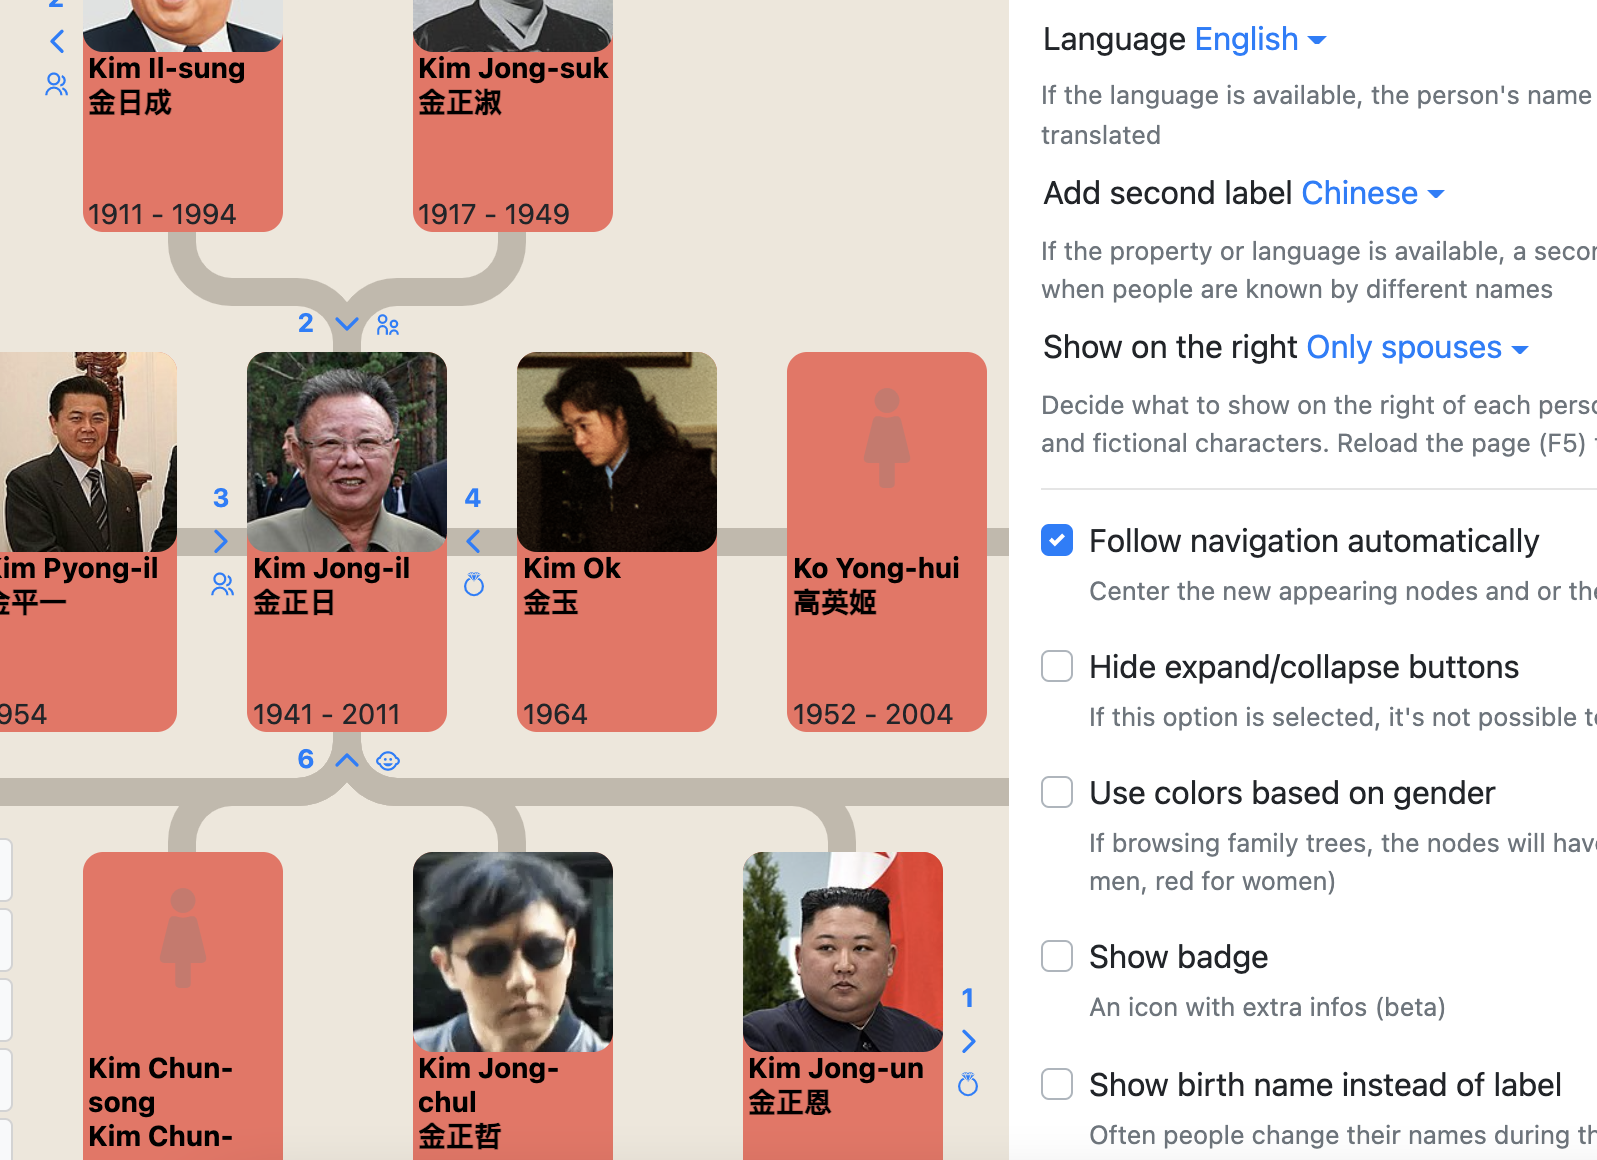 2
Kim Il-sung
金日成
1911 - 1994
Kim Jong-suk
金正淑
1917 - 1949
2
Kim Pyong-il
金平一
954
3
Kim Jong-il
金正日
1941 - 2011
4
Kim Ok
金玉
1964
Ko Yong-hui
高英姬
1952 - 2004
6
Kim Chun-
song
Kim Chun-
Kim Jong-
chul
金正哲
Kim Jong-un
金正恩
1
Language English
If the language is available, the person's name
translated
Add second label Chinese
If the property or language is available, a secon
when people are known by different names
Show on the right Only spouses
Decide what to show on the right of each perso
and fictional characters. Reload the page (F5)
Follow navigation automatically
Center the new appearing nodes and or the
Hide expand/collapse buttons
If this option is selected, it's not possible to
Use colors based on gender
If browsing family trees, the nodes will have
men, red for women)
Show badge
An icon with extra infos (beta)
Show birth name instead of label
Often people change their names during th